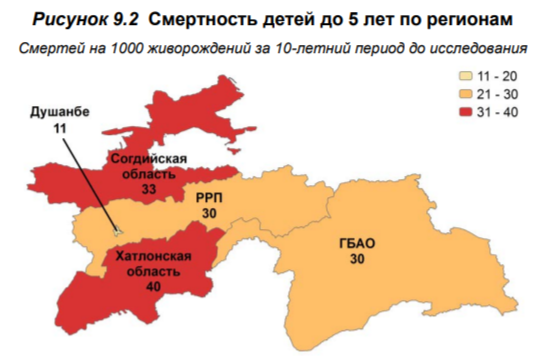 Рисунок 9.2 Смертность детей до 5 лет по регионам
Смертей на 1000 живорождений за 10-летний период до исследования
11 - 20
21 - 30
31 - 40
Душанбе
11
Согдийская
область
33
РРП
30
ГБАО
30
Хатлонская
область
40